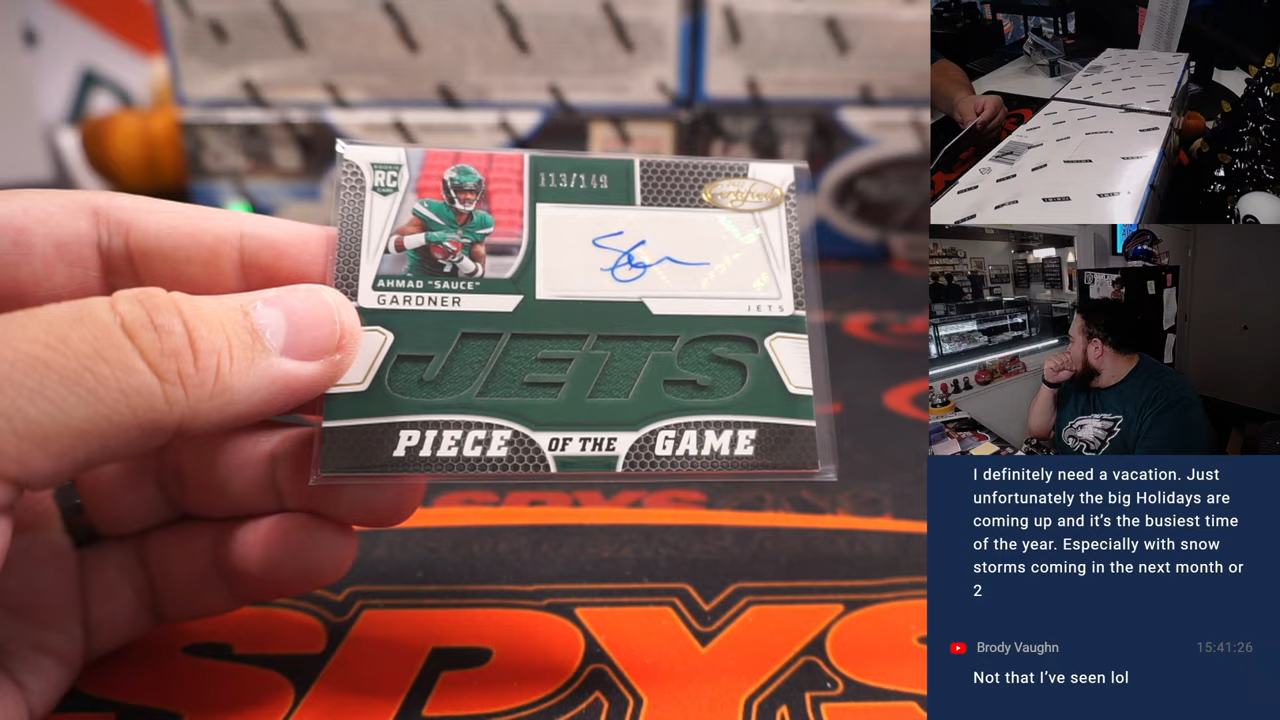 RC
113/149
Certified
AHMAD "SAUCE"
GARDNER
JETS
JETS
PIECE OF THE GAME
SPYS
I definitely need a vacation. Just
unfortunately the big Holidays are
coming up and it's the busiest time
of the year. Especially with snow
storms coming in the next month or
2
Brody Vaughn 15:41:26
Not that I've seen lol